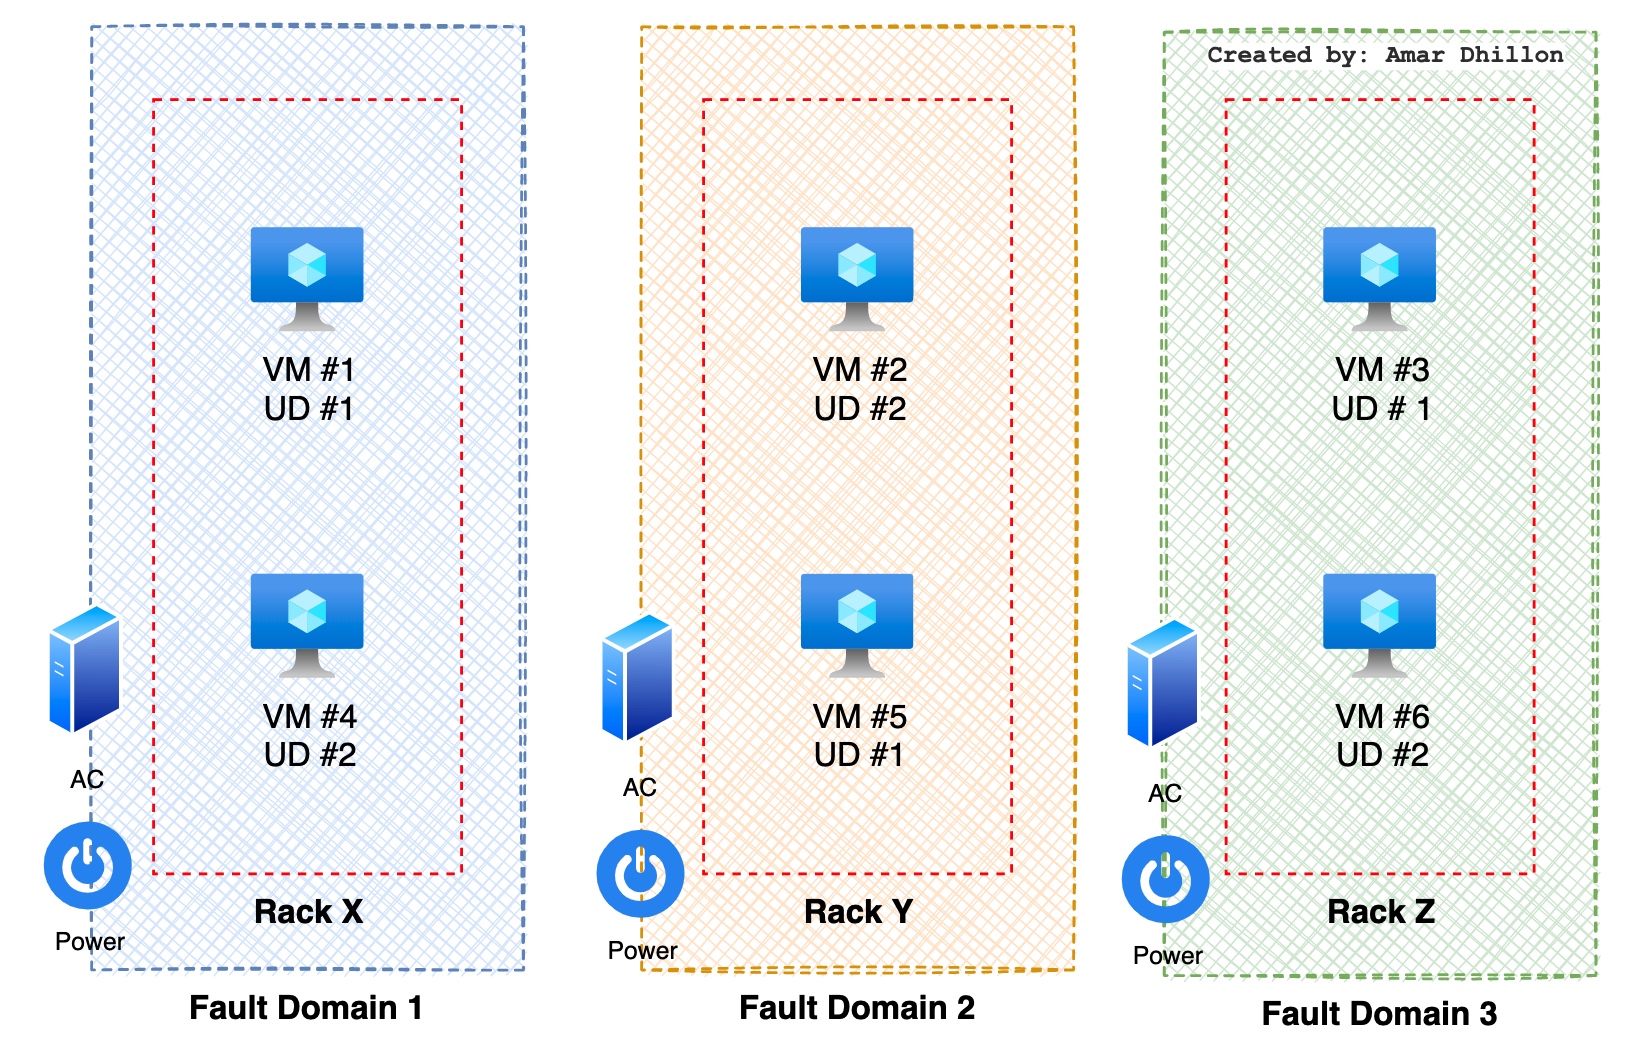 Created by: Amar Dhillon
VM #1
UD #1
VM #4
UD #2
AC
Power
Rack X
Fault Domain 1
VM #2
UD #2
VM #5
UD #1
AC
Power
Rack Y
Fault Domain 2
VM #3
UD # 1
VM #6
UD #2
AC
Power
Rack Z
Fault Domain 3